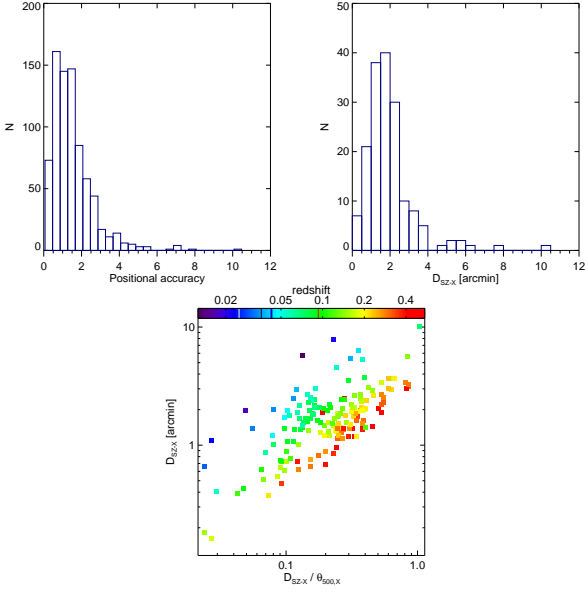 200
150
100
50
0
N
0 2 4 6 8 10 12
Positional accuracy
50
40
30
20
10
0
N
0 2 4 6 8 10 12
D_SZ-X [arcmin]
redshift
0.02 0.05 0.1 0.2 0.4
10
1
D_SZ-X [arcmin]
0.1 1.0
D_SZ-X / θ_500,X